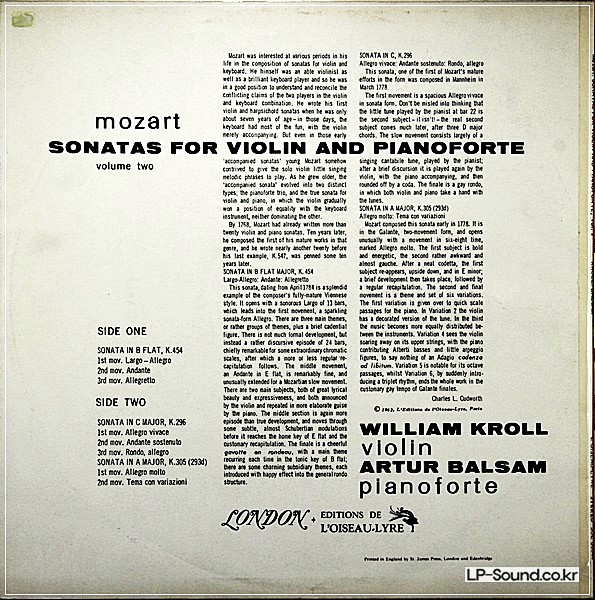 mozart
SONATAS FOR VIOLIN AND PIANOFORTE
volume two
SIDE ONE
SONATA IN B FLAT, K.454
1st mov. Largo-Allegro
2nd mov. Andante
3rd mov. Allegretto
SIDE TWO
SONATA IN C MAJOR, K.296
1st mov. Allegro vivace
2nd mov. Andante sostenuto
3rd mov. Rondo, allegro
SONATA IN A MAJOR, K.305 (293d)
1st mov. Allegro molto
2nd mov. Tema con variazioni
Mozart was interested at various periods in his
life in the composition of sonatas for violin and
keyboard. He himself was an able violinist as
well as a brilliant keyboard player and so he was
in a good position to understand and reconcile the
conflicting claims of the two players in the violin
and keyboard combination. He wrote his first
violin and harpsichord sonatas when he was only
about seven years of age-in those days, the
keyboard had most of the fun, with the violin
merely accompanying. But even in those early
'accompanied sonatas' young Mozart somehow
contrived to give the solo violin little singing
melodic phrases to play. As he grew older, the
'accompanied sonata' evolved into two distinct
types, the pianoforte trio, and the true sonata for
violin and piano, in which the violin gradually
won a position of equality with the keyboard
instrument, neither dominating the other.
By 1768, Mozart had already written more than
twenty violin and piano sonatas. Ten years later,
he composed the first of his mature works in that
genre, and he wrote nearly another twenty before
his last example, K.547, was penned some ten
years later.
SONATA IN B FLAT MAJOR, K.454
Largo-Allegro: Andante: Allegretto
This sonata, dating from April 1784 is a splendid
example of the composer's fully-mature Viennese
style. It opens with a sonorous Largo of 13 bars,
which leads into the first movement, a sparkling
sonata-form Allegro. There are three main themes,
or rather groups of themes, plus a brief cadential
figure. There is not much formal development, but
instead a rather discursive episode of 24 bars,
chiefly remarkable for some extraordinary chromatic
scales, after which a more or less regular 're-
capitulation follows. The middle movement,
an Andante in E flat, is remarkably fine, and
unusually extended for a Mozartian slow movement.
There are two main subjects, both of great lyrical
beauty and expressiveness, and both announced
by the violin and repeated in more elaborate guise
by the piano. The middle section is again more
episode than true development, and moves through
some subtle, almost Schubertian modulations
before it reaches the home key of E flat and the
customary recapitulation. The finale is a cheerful
gavotte en rondeau, with a main theme
recurring each time in the tonic key of B flat;
there are some charming subsidiary themes, each
introduced with happy effect into the general rondo
structure.
SONATA IN C, K.296
Allegro vivace: Andante sostenuto: Rondo, allegro
This sonata, one of the first of Mozart's mature
efforts in the form was composed in Mannheim in
March 1778.
The first movement is a spacious Allegro vivace
in sonata form. Don't be misled into thinking that
the little tune played by the pianist at bar 22 is
the second subject-it isn't!-the real second
subject comes much later, after three D major
chords. The slow movement consists largely of a
singing cantabile tune, played by the pianist;
after a brief discursion it is played again by the
violin, with the piano accompanying, and then
rounded off by a coda. The finale is a gay rondo,
in which both violin and piano take a hand with
the tunes.
SONATA IN A MAJOR, K.305 (293d)
Allegro molto: Tema con variazioni
Mozart composed this sonata early in 1778. It is
in the Galante, two-movement form, and opens
unusually with a movement in six-eight line,
marked Allegro molto. The first subject is bold
and energetic, the second rather awkward and
almost gauche. After a neat codetta, the first
subject re-appears, upside down, and in E minor;
a brief development then takes place, followed by
a regular recapitulation. The second and final
movement is a theme and set of six variations.
The first variation is given over to quick scale
passages for the piano. In Variation 2 the violin
has a decorated version of the tune. In the third
the music becomes more equally distributed be-
tween the instruments. Variation 4 sees the violin
soaring away on its upper strings, with the piano
contributing Alberti basses and little arpeggio
figures, to say nothing of an Adagio cadenza
ad libitum. Variation 5 is notable for its octave
passages, whilst Variation 6, by suddenly intro-
ducing a triplet rhythm, ends the whole work in the
customary gay tempo of Galante finales.
Charles L. Cudworth
© 1963, L'Editions de l'Oiseau-Lyre, Paris
WILLIAM KROLL
violin
ARTUR BALSAM
pianoforte
LONDON + EDITIONS DE
L'OISEAU-LYRE
Printed in England by St. James Press, London and Edenbridge
LP-Sound.co.kr